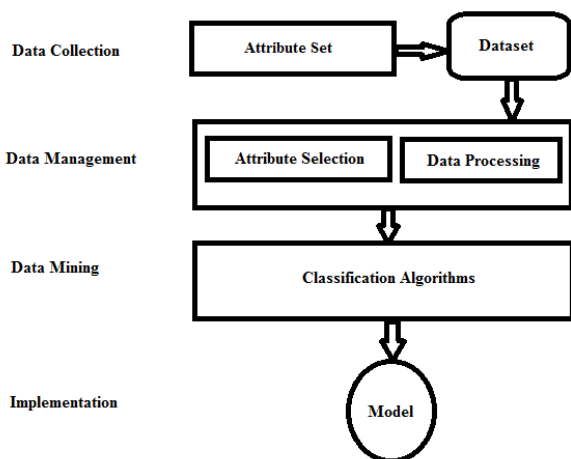 Data Collection
Attribute Set
Dataset
Data Management
Attribute Selection
Data Processing
Data Mining
Classification Algorithms
Implementation
Model